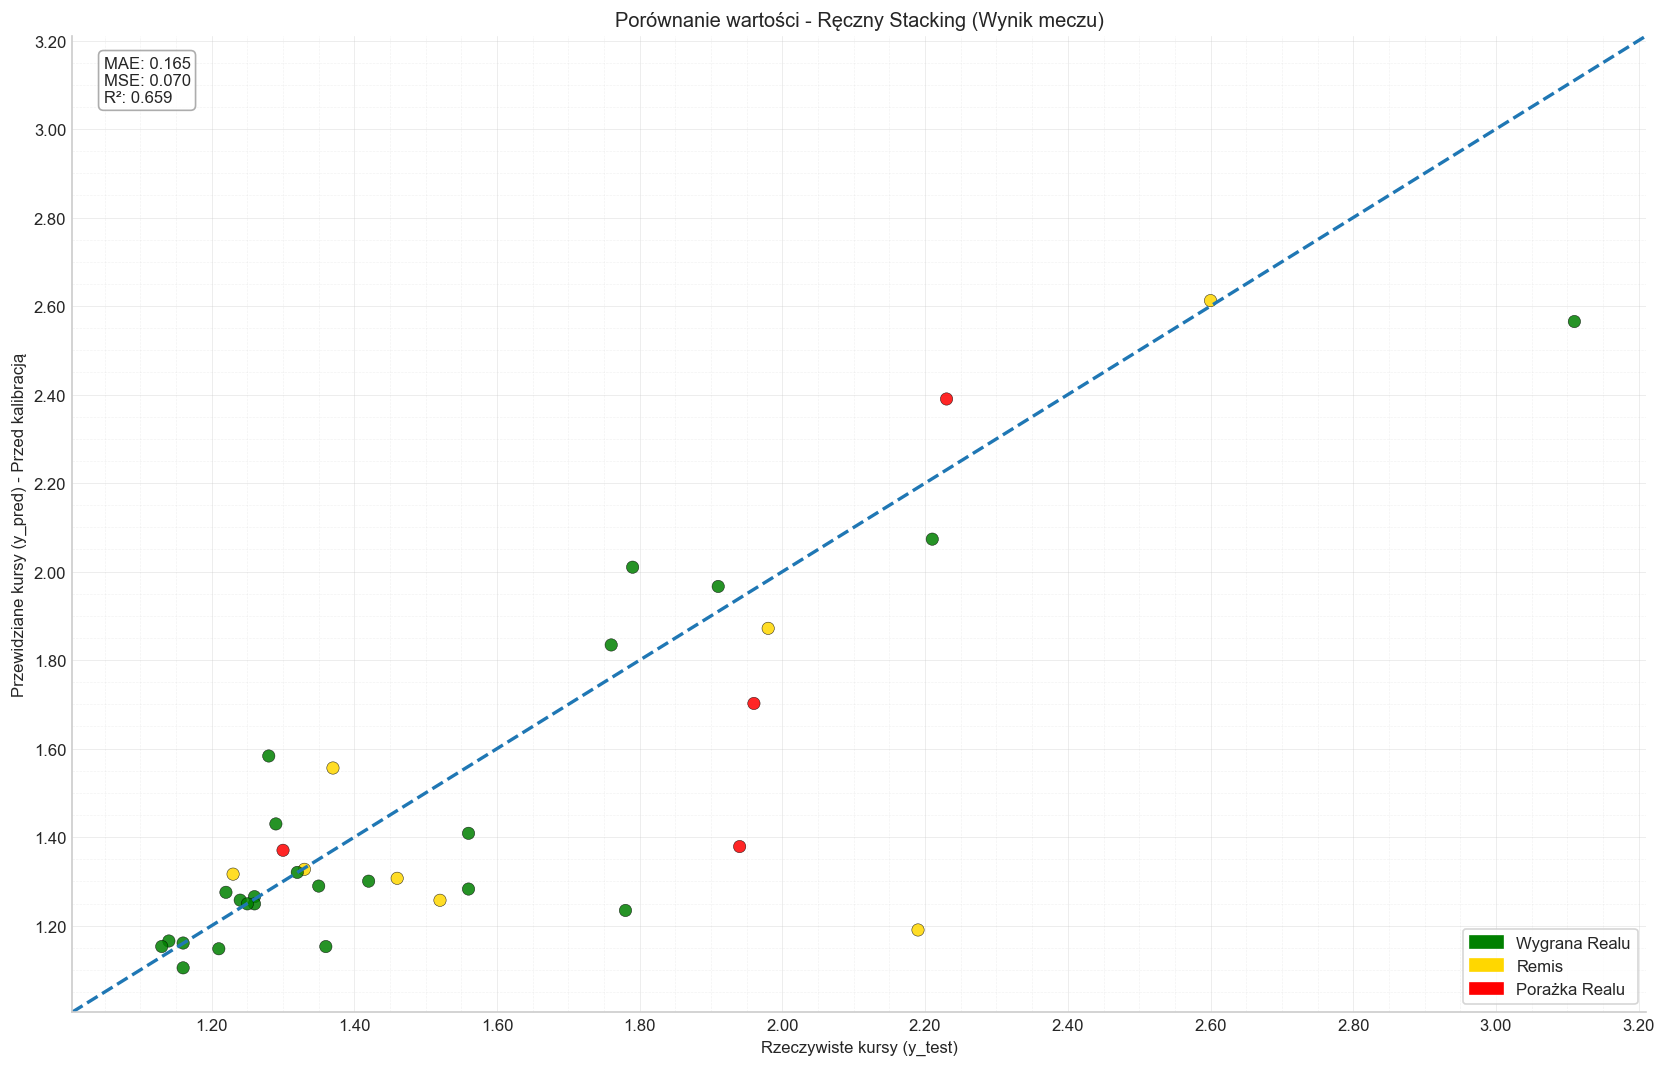 Porównanie wartości - Ręczny Stacking (Wynik meczu)
MAE: 0.165
MSE: 0.070
R²: 0.659
Przewidziane kursy (y_pred) - Przed kalibracją
3.20
3.00
2.80
2.60
2.40
2.20
2.00
1.80
1.60
1.40
1.20
Wygrana Realu
Remis
Porażka Realu
1.20 1.40 1.60 1.80 2.00 2.20 2.40 2.60 2.80 3.00 3.20
Rzeczywiste kursy (y_test)